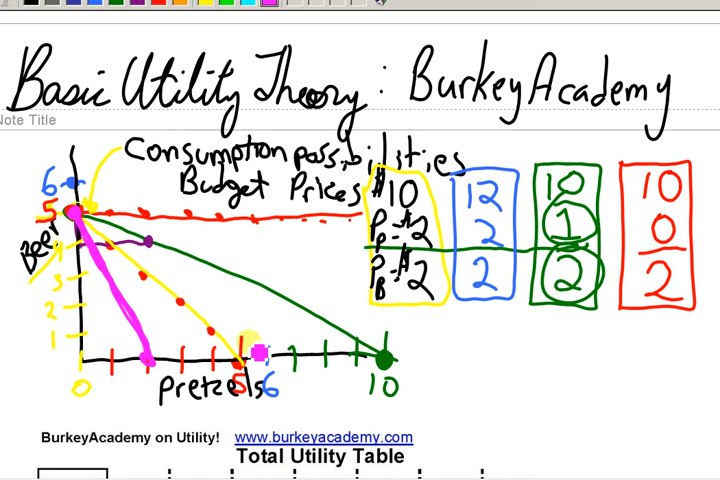 Basic Utility Theory: BurkeyAcademy
Note Title
Consumption possibilities
Budget Prices
$10 12 10 10
Pp-$2 2 1 0
PB-$2 2 2 2
6
5
4
3
2
1
0
Beer
Pretzels
5 6 10
BurkeyAcademy on Utility! www.burkeyacademy.com
Total Utility Table